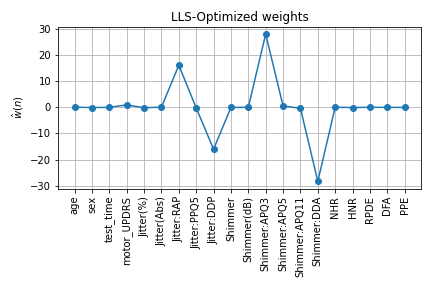 LLS-Optimized weights
ŵ(n)
30
20
10
0
−10
−20
−30
age
sex
test_time
motor_UPDRS
Jitter(%)
Jitter(Abs)
Jitter:RAP
Jitter:PPQ5
Jitter:DDP
Shimmer
Shimmer(dB)
Shimmer:APQ3
Shimmer:APQ5
Shimmer:APQ11
Shimmer:DDA
NHR
HNR
RPDE
DFA
PPE